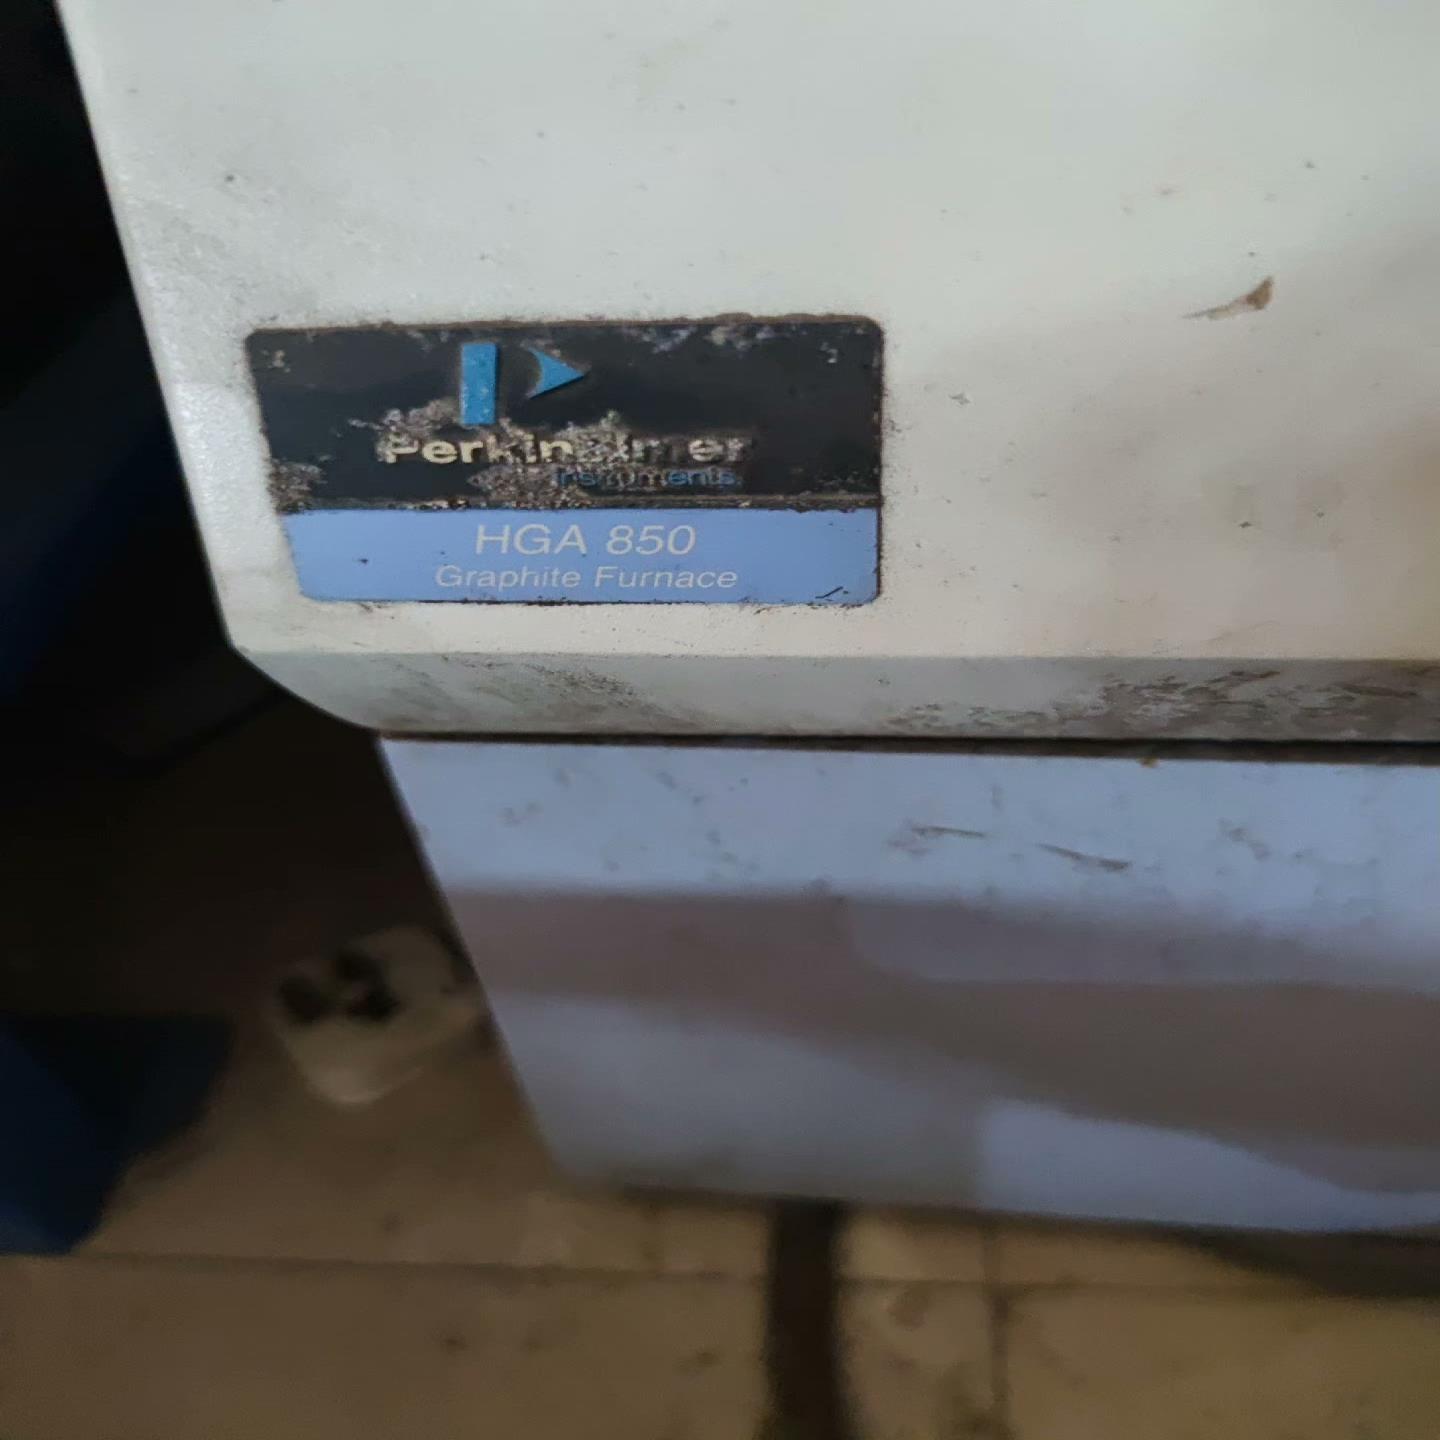 PerkinElmer
instruments.
HGA 850
Graphite Furnace